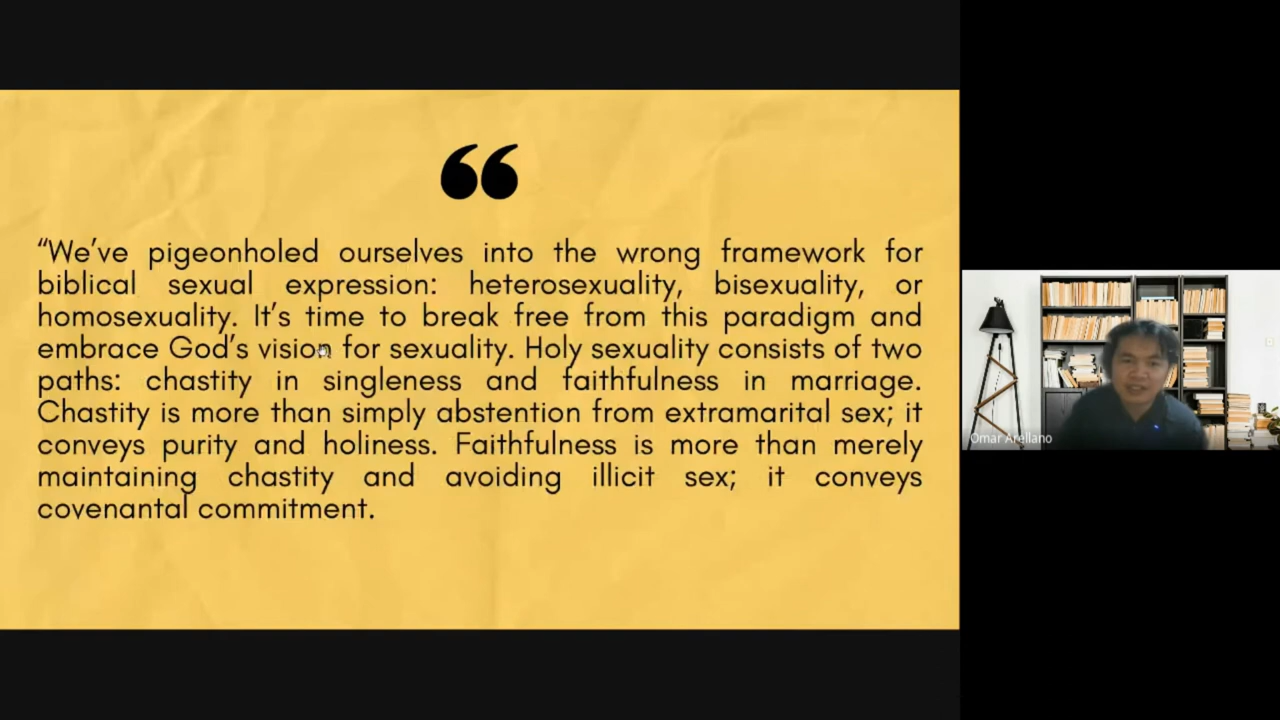 “
“We’ve pigeonholed ourselves into the wrong framework for
biblical sexual expression: heterosexuality, bisexuality, or
homosexuality. It’s time to break free from this paradigm and
embrace God’s vision for sexuality. Holy sexuality consists of two
paths: chastity in singleness and faithfulness in marriage.
Chastity is more than simply abstention from extramarital sex; it
conveys purity and holiness. Faithfulness is more than merely
maintaining chastity and avoiding illicit sex; it conveys
covenantal commitment.
Omar Arellano